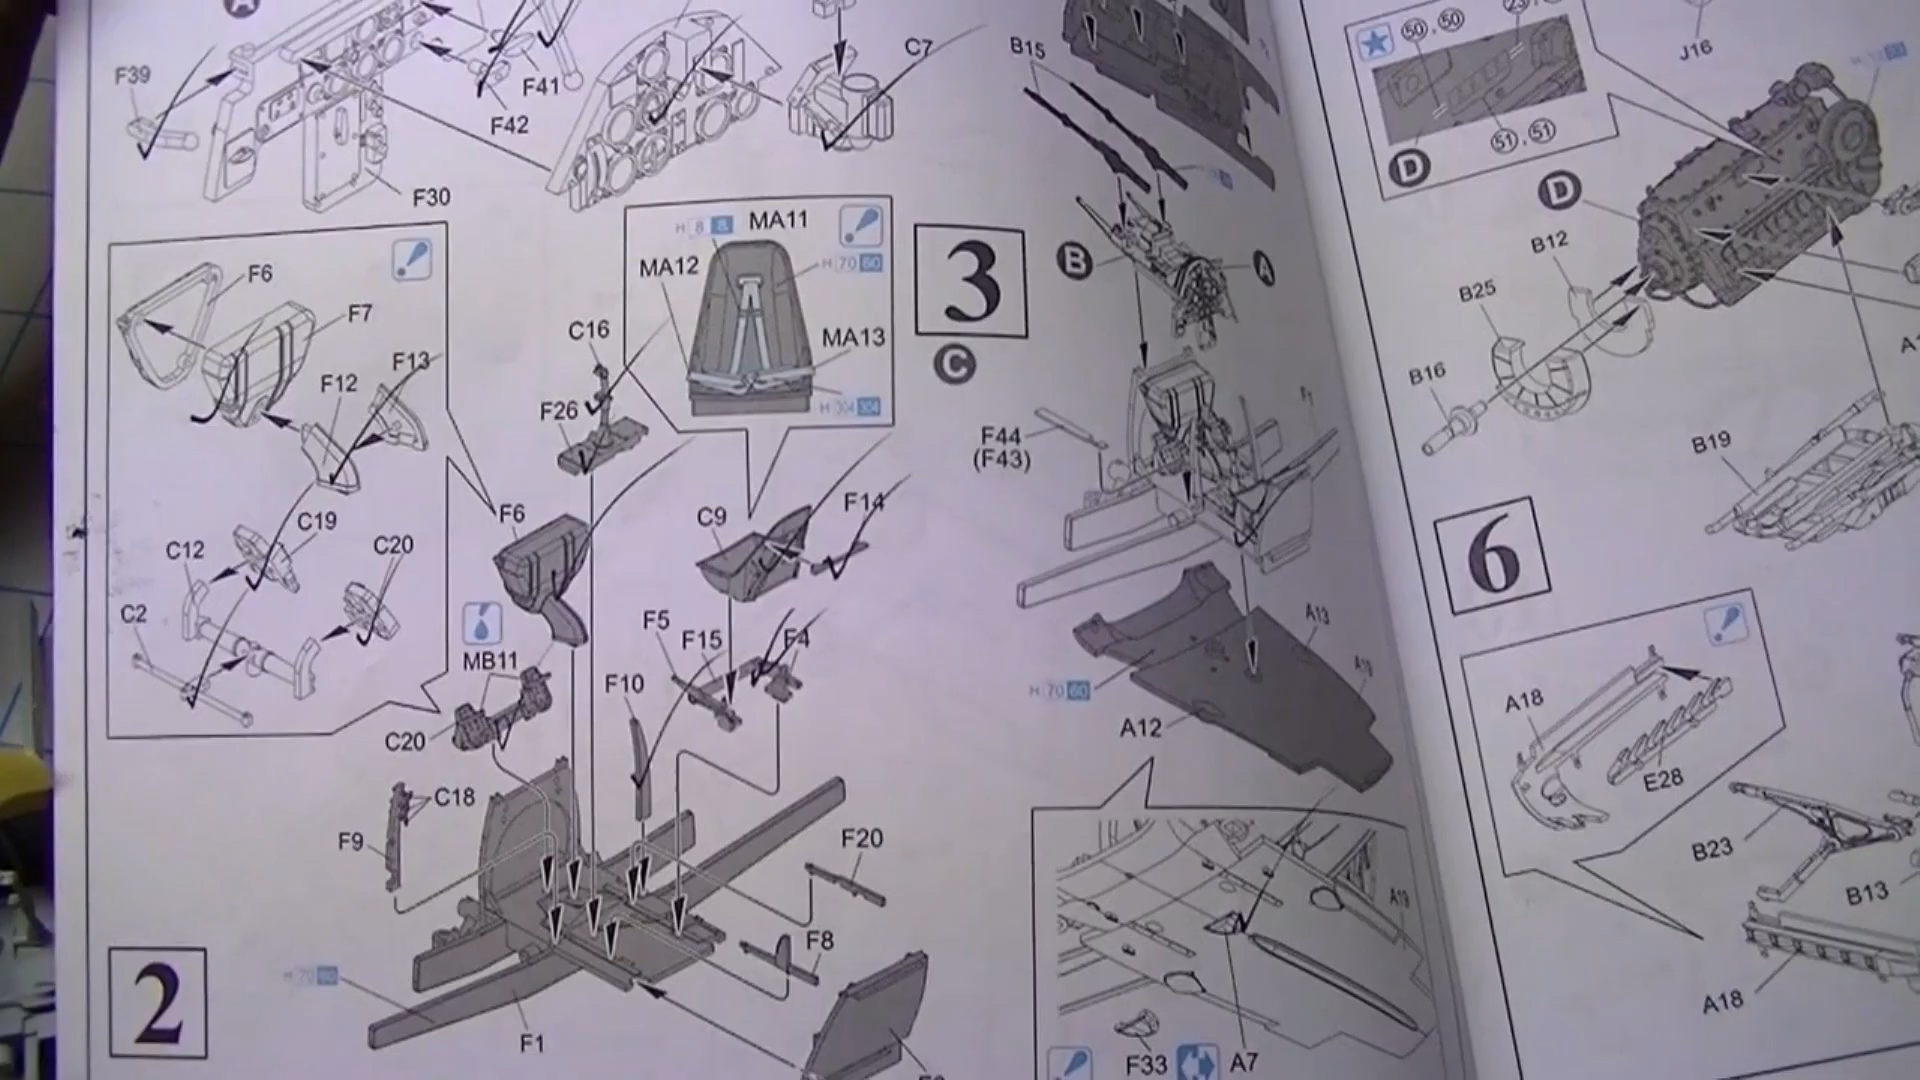 A
F39
F41
F42
F30
C7
F6
F7
F12
F13
C12
C19
C20
C2
H 8 8
MA11
MA12
H 70 60
MA13
H 304 304
C16
F26
F6
C9
F14
MB11
C20
F5
F15
F4
F10
C18
F9
F20
F8
H 70 60
F1
2
3
C
B15
B
A
F44
(F43)
F1
A13
A19
H 70 60
A12
A19
F33
A7
50 , 50
51 , 51
D
J16
D
B12
B25
B16
B19
6
A18
E28
B23
B13
A18